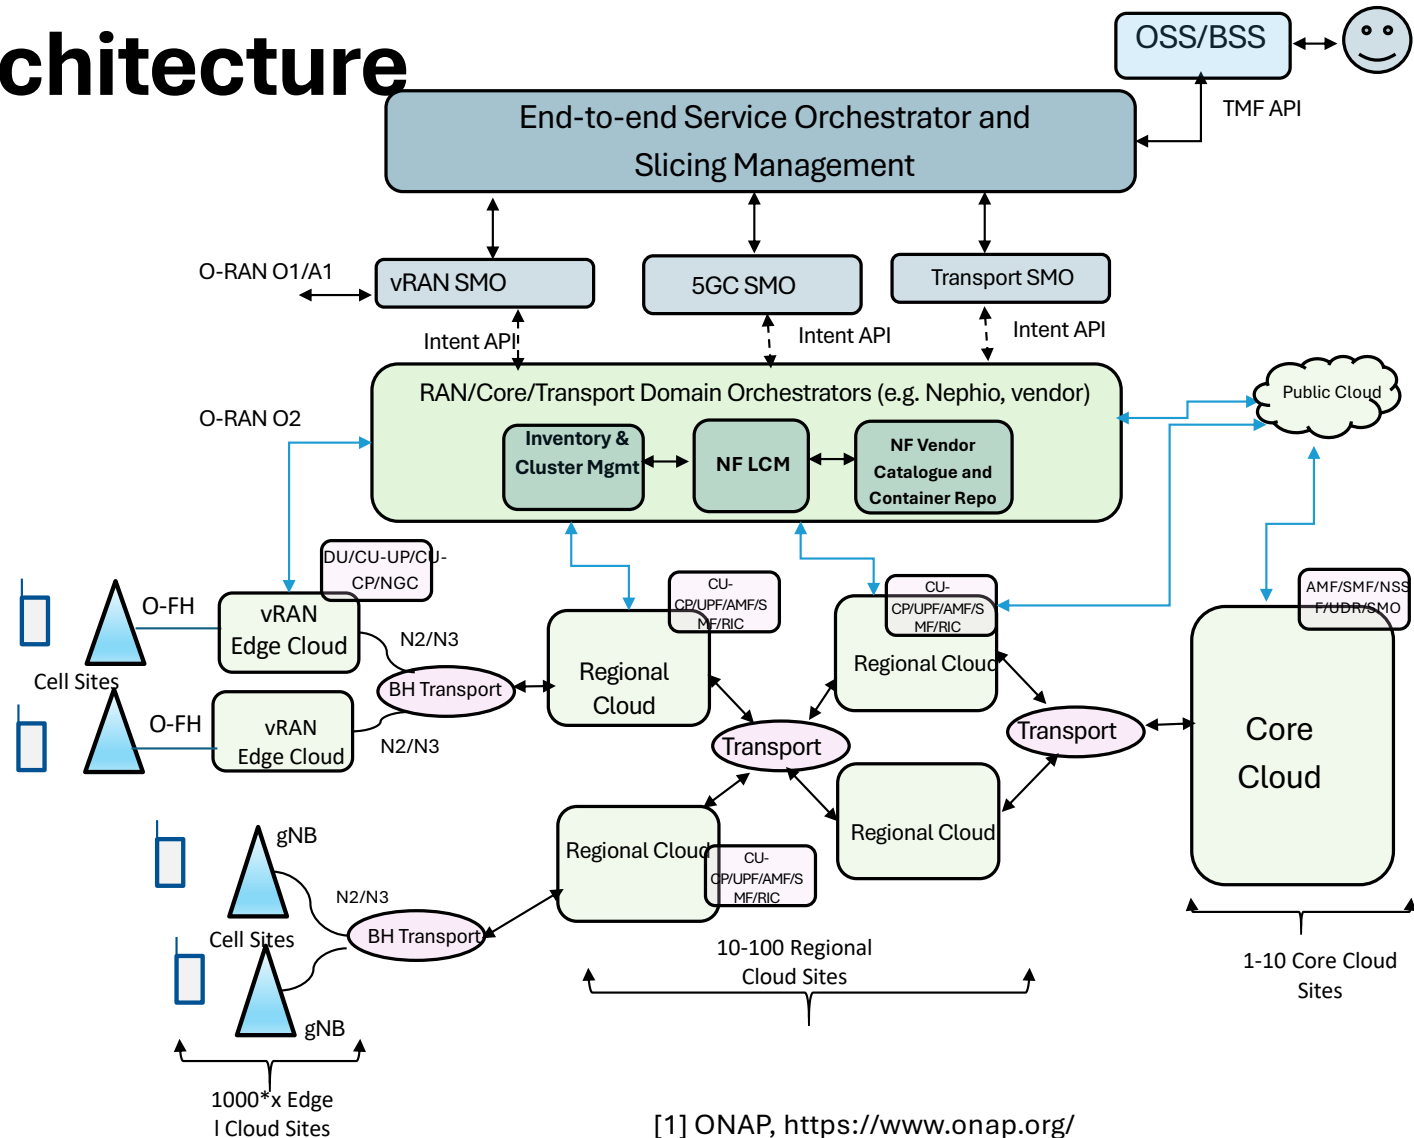 chitecture
OSS/BSS
TMF API
End-to-end Service Orchestrator and
Slicing Management
O-RAN O1/A1
vRAN SMO
5GC SMO
Transport SMO
Intent API
Intent API
Intent API
RAN/Core/Transport Domain Orchestrators (e.g. Nephio, vendor)
Public Cloud
O-RAN O2
Inventory &
Cluster Mgmt
NF LCM
NF Vendor
Catalogue and
Container Repo
DU/CU-UP/CU-
CP/NGC
CU-
CP/UPF/AMF/S
MF/RIC
CU-
CP/UPF/AMF/S
MF/RIC
AMF/SMF/NSS
F/UDR/SMO
O-FH
vRAN
Edge Cloud
N2/N3
Cell Sites
BH Transport
Regional
Cloud
Regional Cloud
O-FH
vRAN
Edge Cloud
N2/N3
Transport
Transport
Core
Cloud
gNB
Regional Cloud
Regional Cloud
CU-
CP/UPF/AMF/S
MF/RIC
N2/N3
Cell Sites
BH Transport
gNB
10-100 Regional
Cloud Sites
1-10 Core Cloud
Sites
1000*x Edge
l Cloud Sites
[1] ONAP, https://www.onap.org/